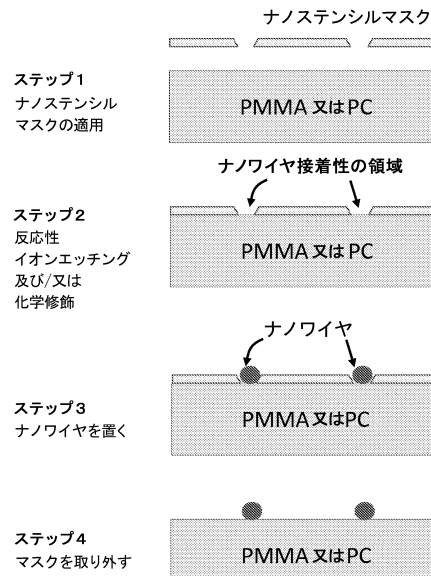 ナノステンシルマスク
ステップ1
ナノステンシル
マスクの適用
PMMA 又は PC
ナノワイヤ接着性の領域
ステップ2
反応性
イオンエッチング
及び/又は
化学修飾
PMMA 又は PC
ナノワイヤ
ステップ3
ナノワイヤを置く
PMMA 又は PC
ステップ4
マスクを取り外す
PMMA 又は PC